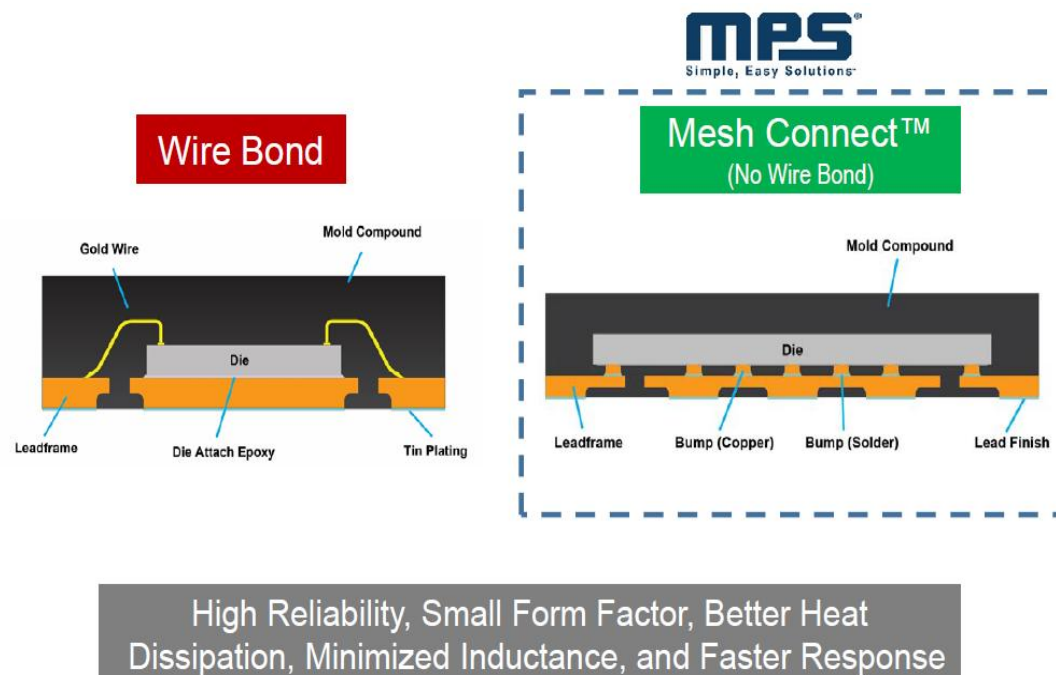 MPS®
Simple, Easy Solutions™
Wire Bond
Mesh Connect™
(No Wire Bond)
Gold Wire
Mold Compound
Die
Leadframe
Die Attach Epoxy
Tin Plating
Mold Compound
Die
Leadframe
Bump (Copper)
Bump (Solder)
Lead Finish
High Reliability, Small Form Factor, Better Heat
Dissipation, Minimized Inductance, and Faster Response